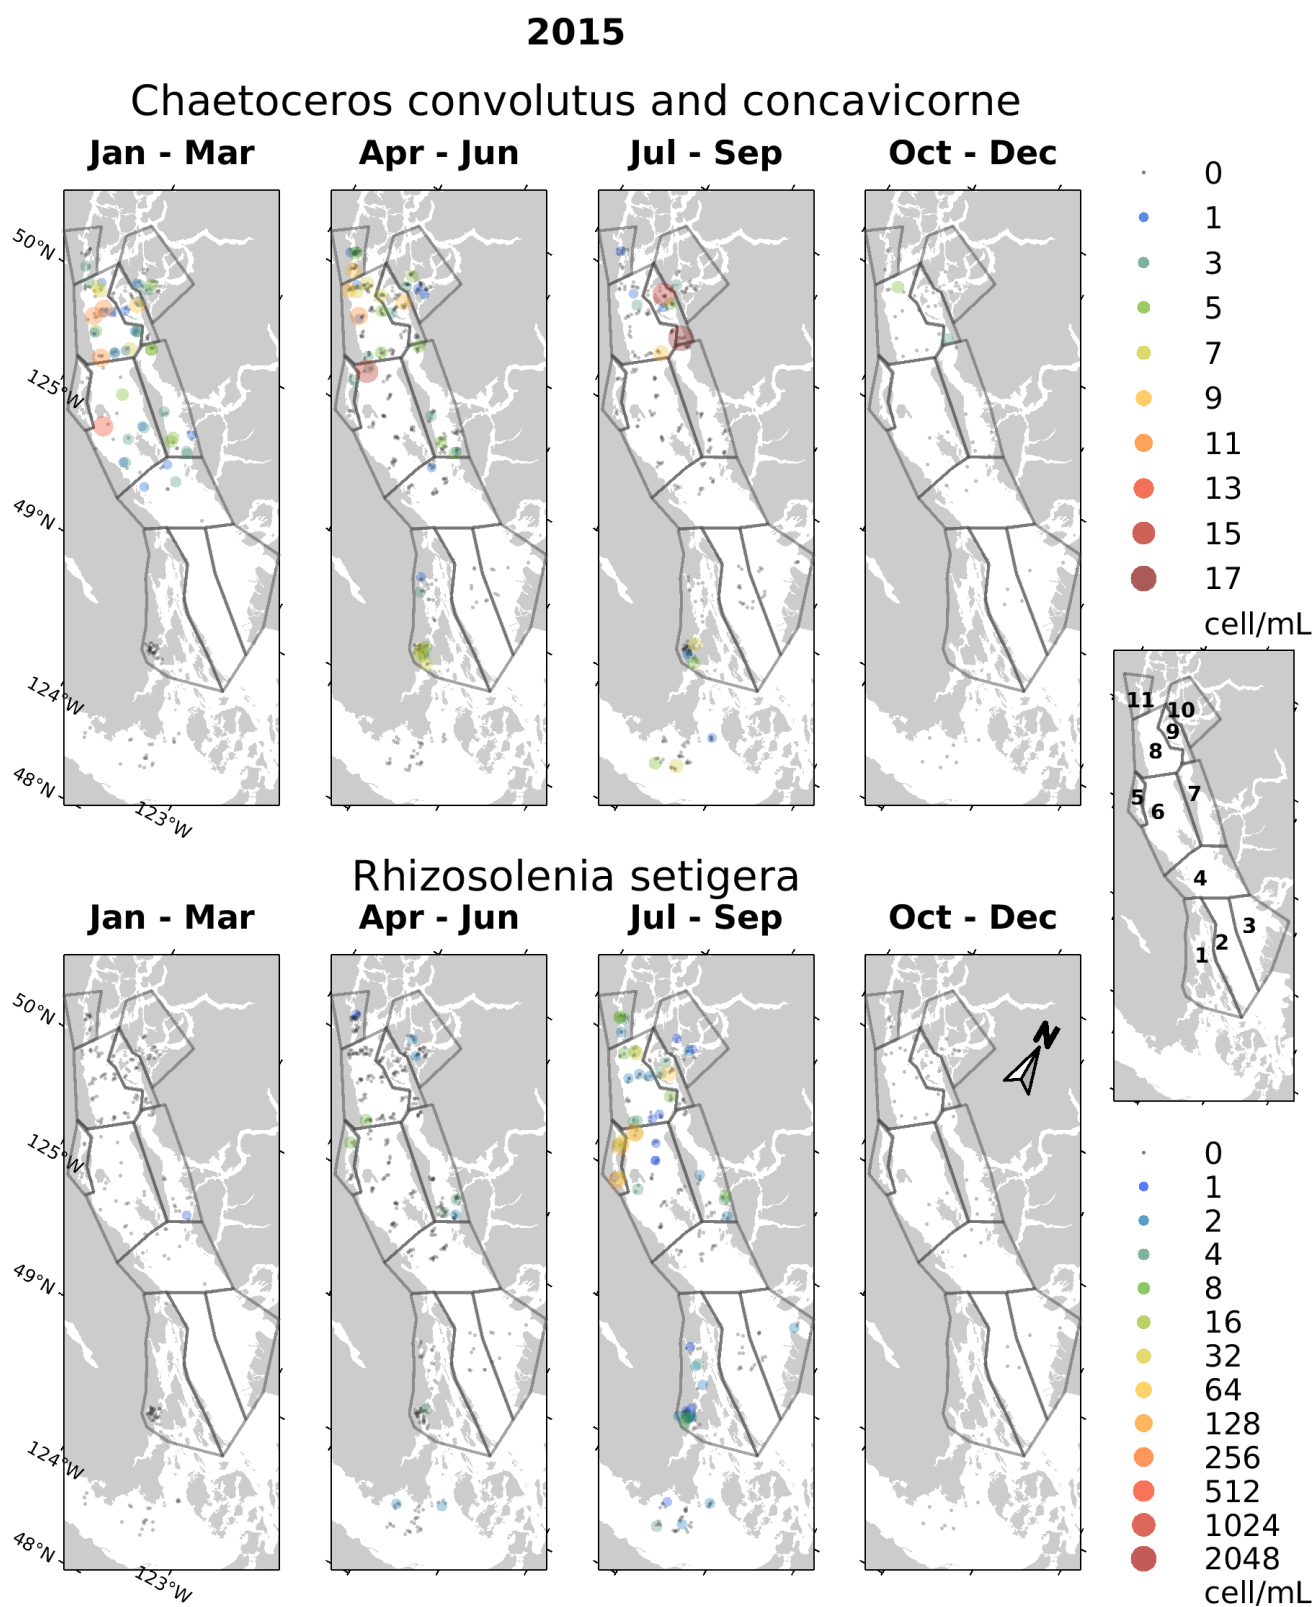 2015
Chaetoceros convolutus and concavicorne
Jan - Mar
Apr - Jun
Jul - Sep
Oct - Dec
50°N
125°W
49°N
124°W
48°N
123°W
0
1
3
5
7
9
11
13
15
17
cell/mL
11
10
9
8
7
5
6
4
3
2
1
Rhizosolenia setigera
Jan - Mar
Apr - Jun
Jul - Sep
Oct - Dec
50°N
125°W
49°N
124°W
48°N
123°W
N
0
1
2
4
8
16
32
64
128
256
512
1024
2048
cell/mL